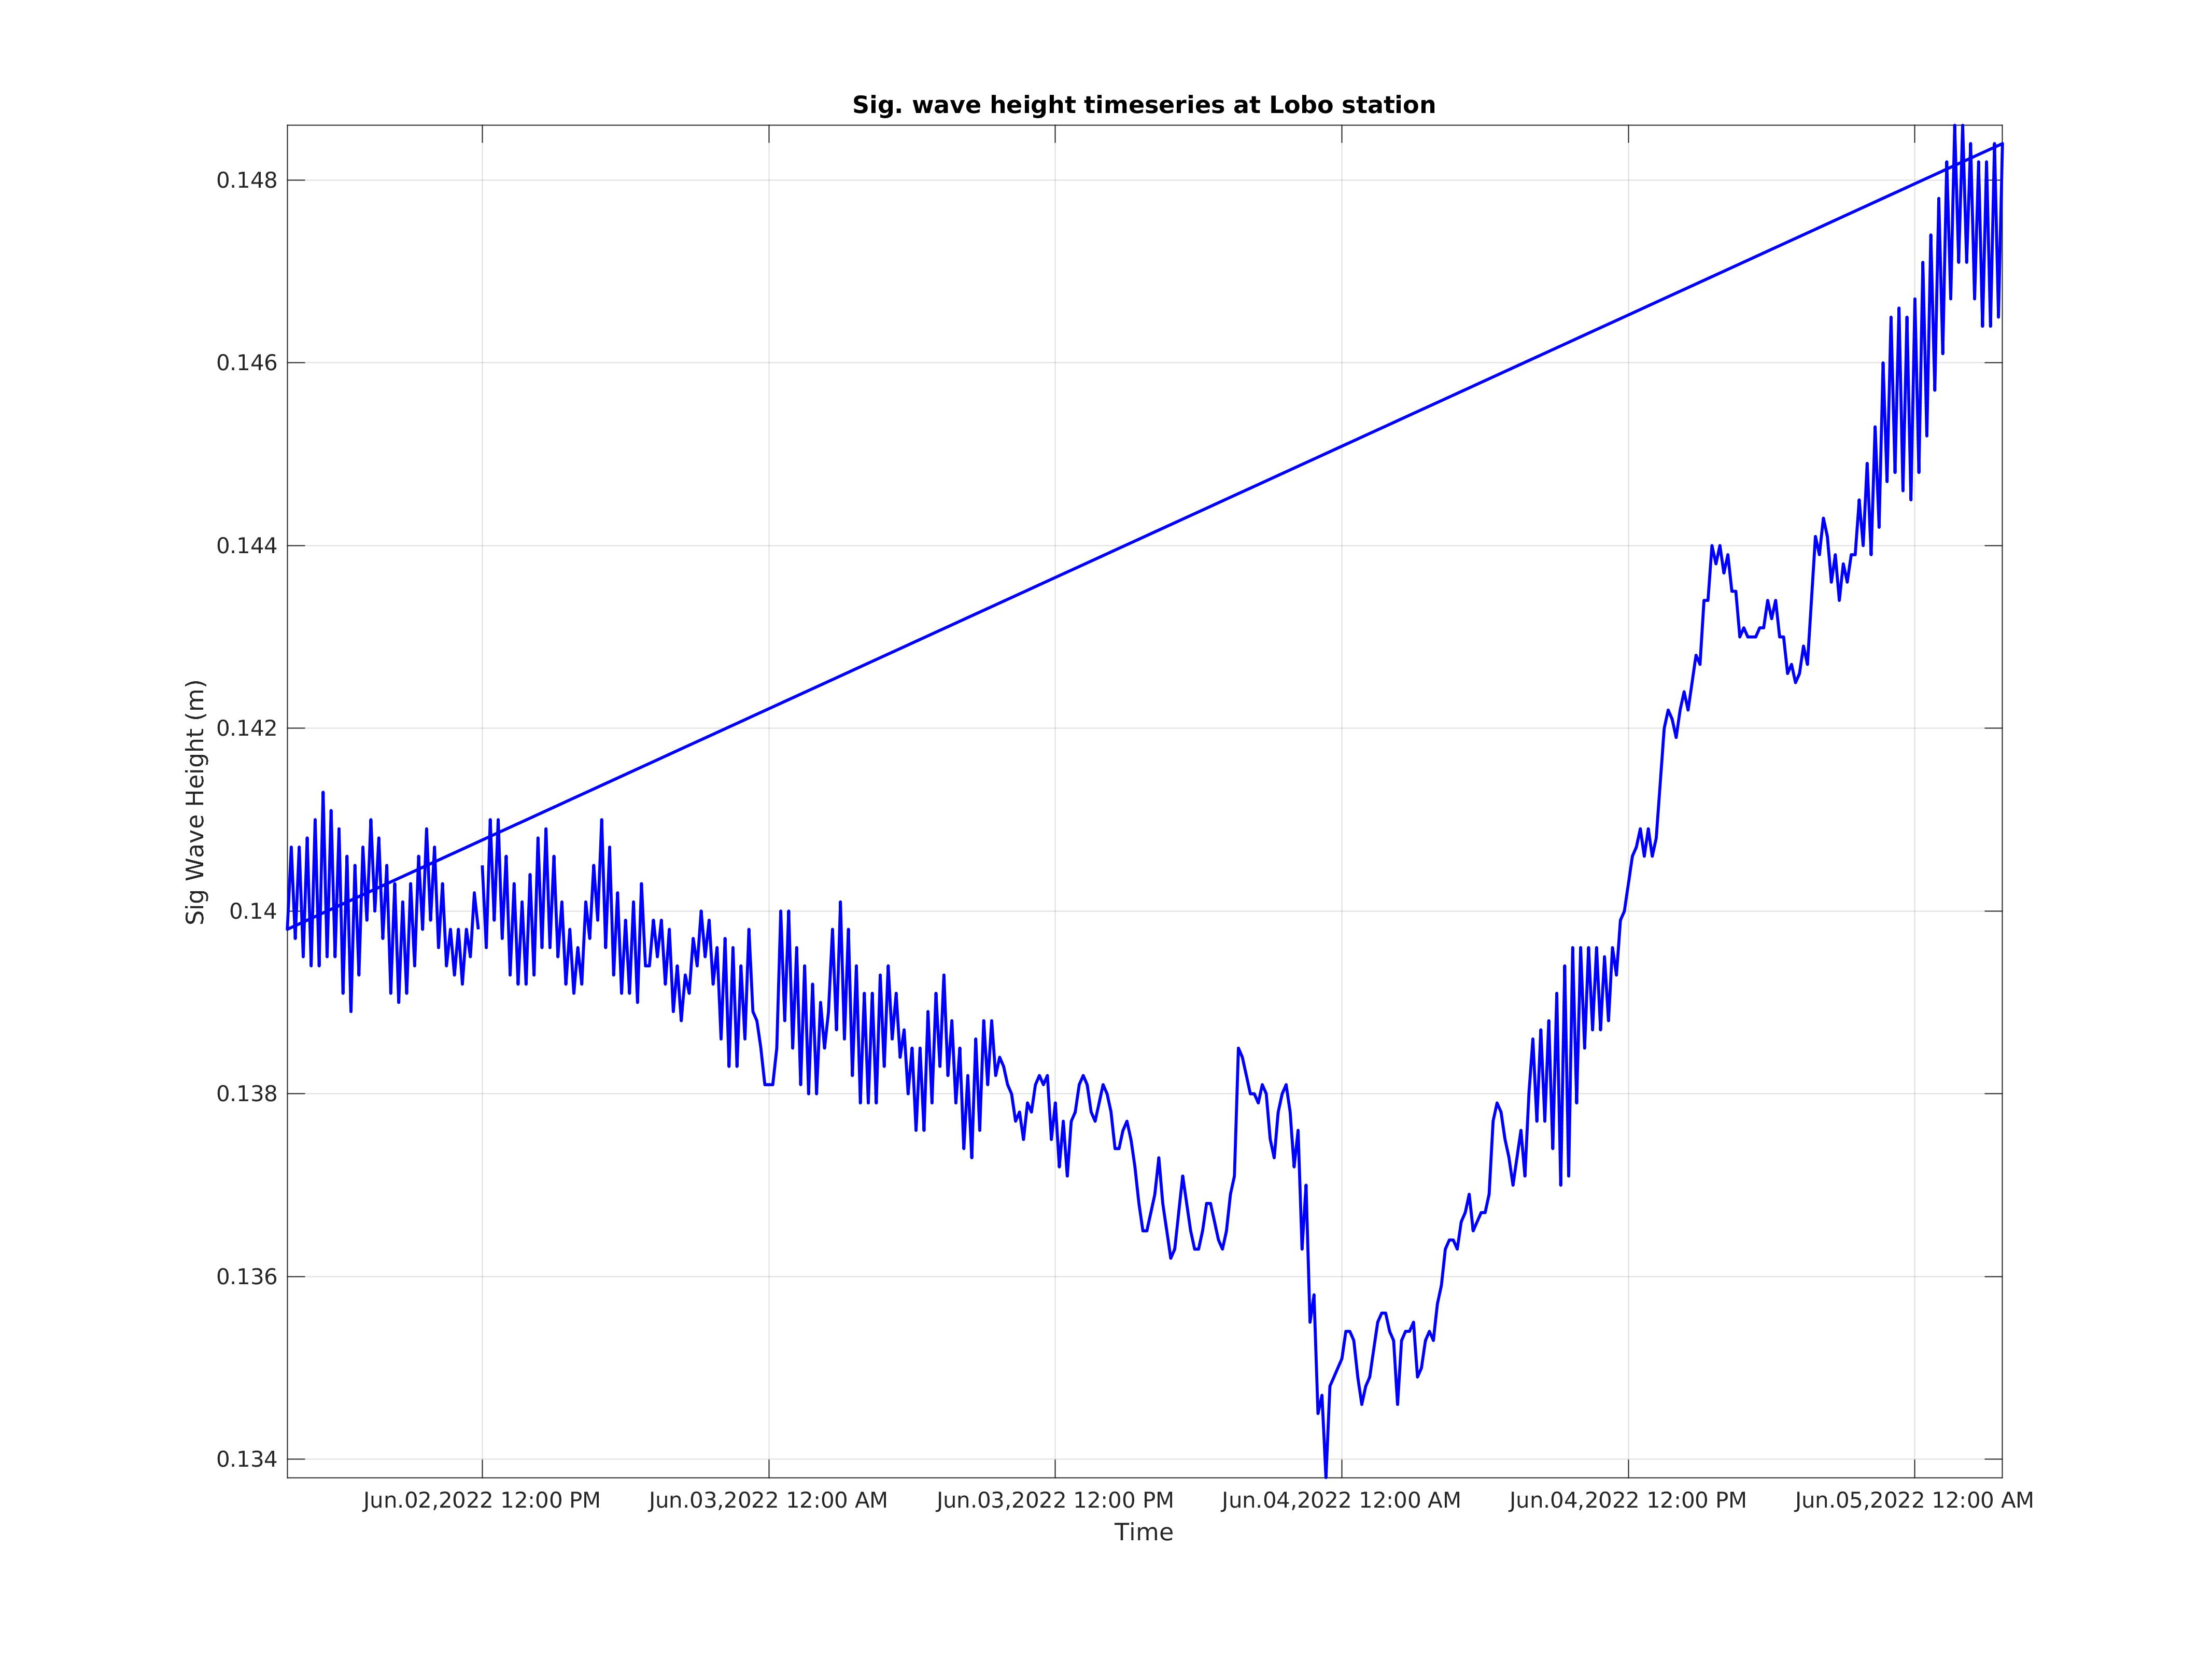 Sig. wave height timeseries at Lobo station
Sig Wave Height (m)
0.148
0.146
0.144
0.142
0.14
0.138
0.136
0.134
Jun.02,2022 12:00 PM
Jun.03,2022 12:00 AM
Jun.03,2022 12:00 PM
Jun.04,2022 12:00 AM
Jun.04,2022 12:00 PM
Jun.05,2022 12:00 AM
Time